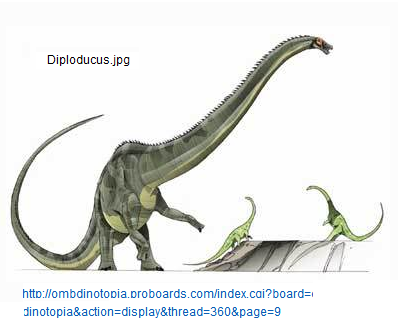 Diploducus.jpg
http://ombdinotopia.proboards.com/index.cgi?board=
dinotopia&action=display&thread=360&page=9